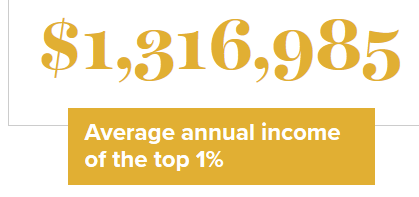 $1,316,985
Average annual income
of the top 1%